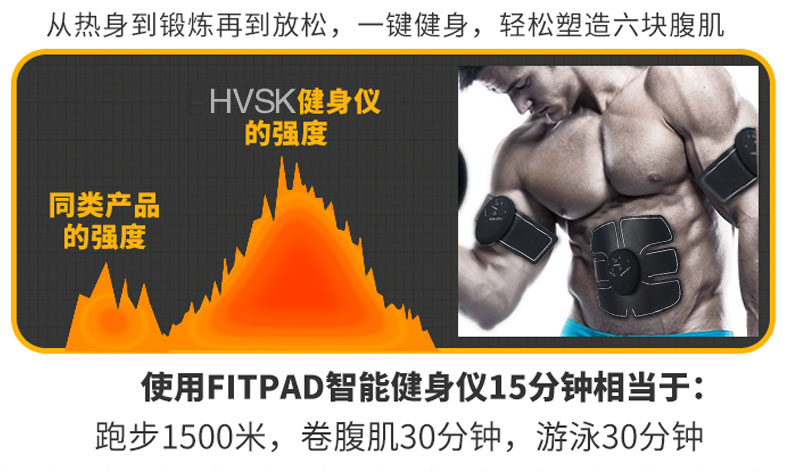 从热身到锻炼再到放松，一键健身，轻松塑造六块腹肌
HVSK健身仪
的强度
同类产品
的强度
使用FITPAD智能健身仪15分钟相当于：
跑步1500米，卷腹肌30分钟，游泳30分钟